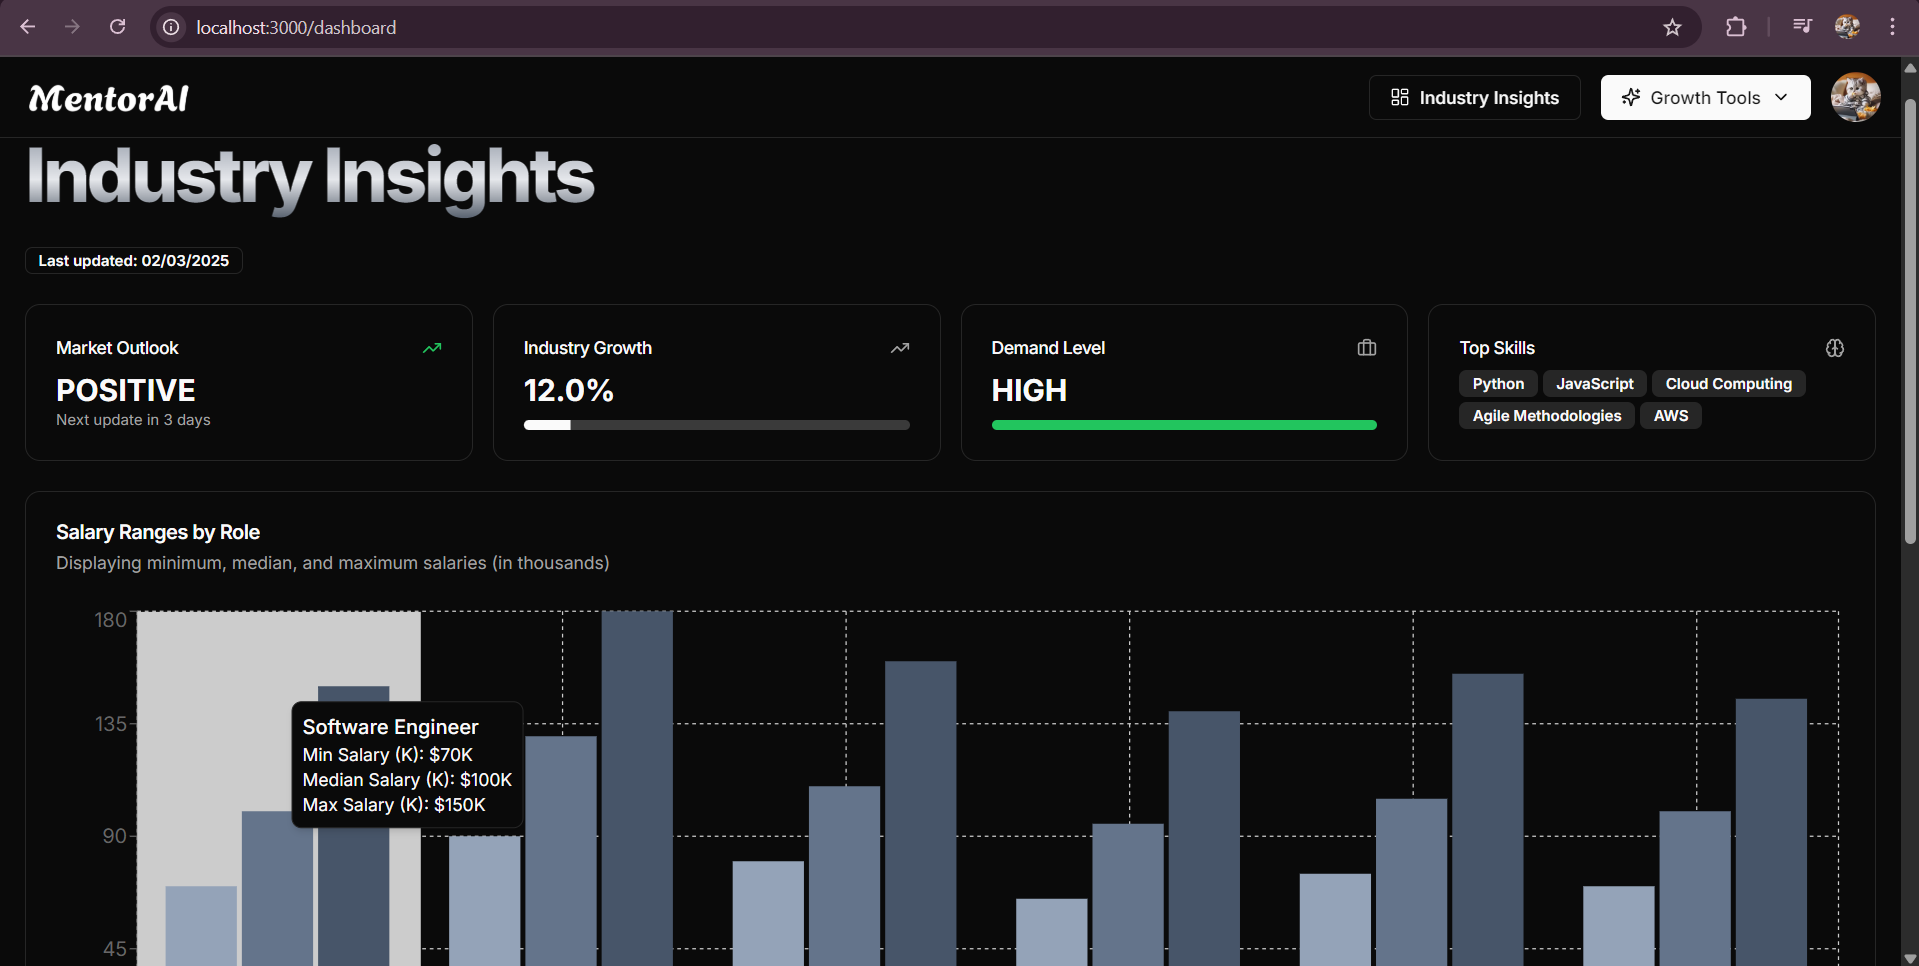 localhost:3000/dashboard
MentorAI
Industry Insights
Growth Tools
Industry Insights
Last updated: 02/03/2025
Market Outlook
POSITIVE
Next update in 3 days
Industry Growth
12.0%
Demand Level
HIGH
Top Skills
Python JavaScript Cloud Computing
Agile Methodologies AWS
Salary Ranges by Role
Displaying minimum, median, and maximum salaries (in thousands)
180
135
90
45
Software Engineer
Min Salary (K): $70K
Median Salary (K): $100K
Max Salary (K): $150K